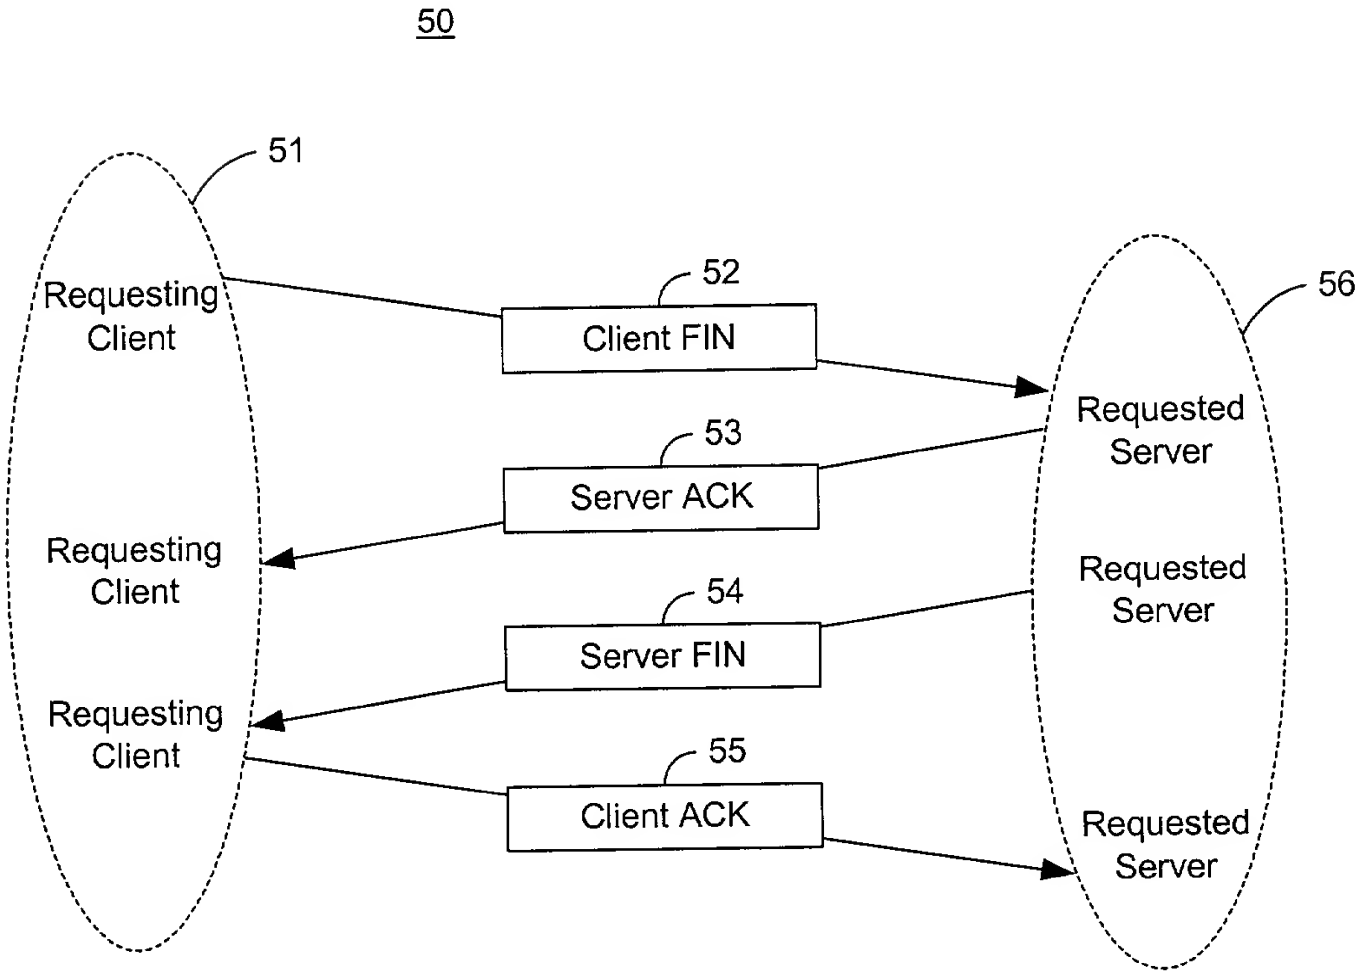 50
51
52
56
Requesting
Client
Client FIN
Requested
Server
53
Server ACK
Requesting
Client
Requested
Server
54
Server FIN
Requesting
Client
55
Client ACK
Requested
Server